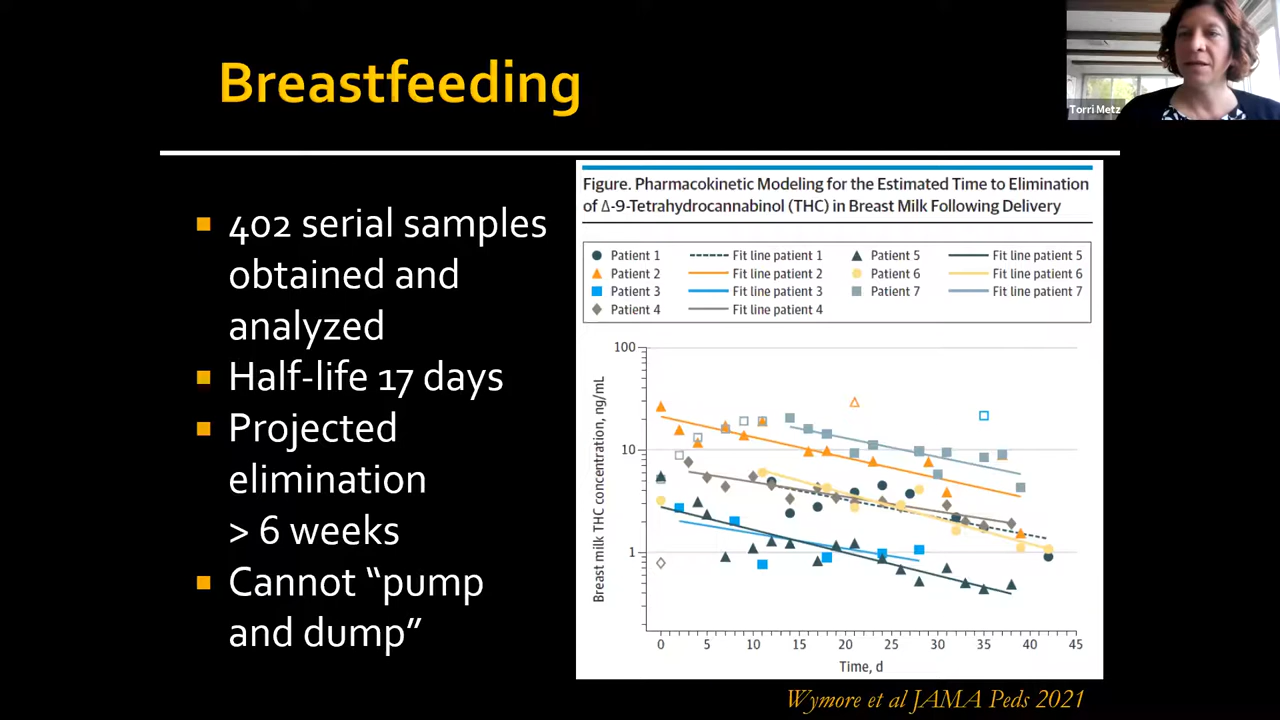 Breastfeeding
Torri Metz
402 serial samples
obtained and
analyzed
Half-life 17 days
Projected
elimination
> 6 weeks
Cannot “pump
and dump”
Figure. Pharmacokinetic Modeling for the Estimated Time to Elimination
of Δ-9-Tetrahydrocannabinol (THC) in Breast Milk Following Delivery
Patient 1 Fit line patient 1 Patient 5 Fit line patient 5
Patient 2 Fit line patient 2 Patient 6 Fit line patient 6
Patient 3 Fit line patient 3 Patient 7 Fit line patient 7
Patient 4 Fit line patient 4
Breast milk THC concentration, ng/mL
100
10
1
0 5 10 15 20 25 30 35 40 45
Time, d
Wymore et al JAMA Peds 2021